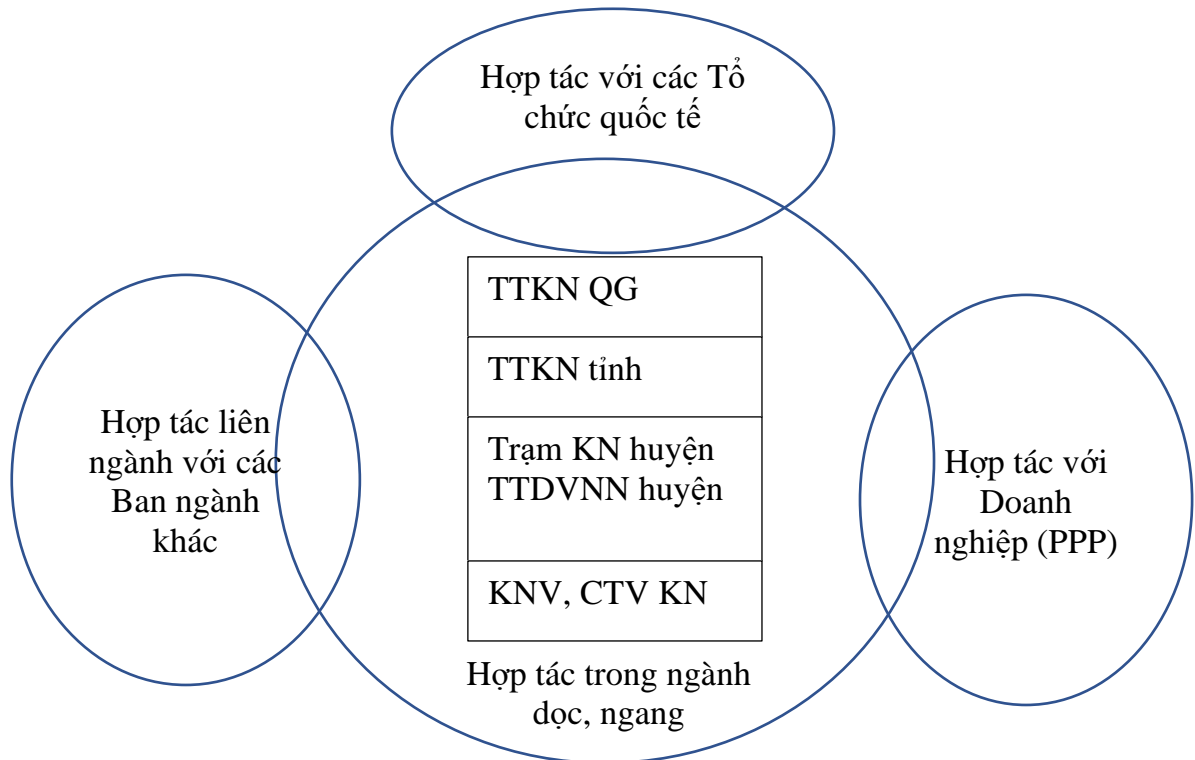 Hợp tác với các Tổ
chức quốc tế
TTKN QG
TTKN tỉnh
Trạm KN huyện
TTDVNN huyện
KNV, CTV KN
Hợp tác trong ngành
dọc, ngang
Hợp tác liên
ngành với các
Ban ngành
khác
Hợp tác với
Doanh
nghiệp (PPP)